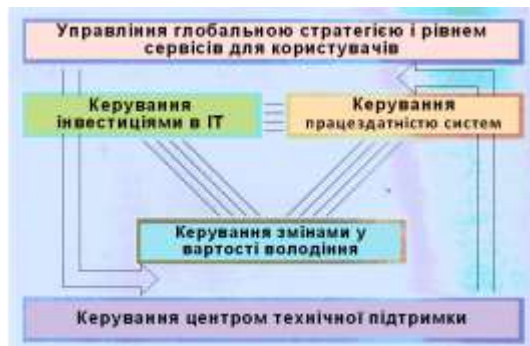 Управління глобальною стратегією і рівнем
сервісів для користувачів
Керування
інвестиціями в ІТ
Керування
працездатністю систем
Керування змінами у
вартості володіння
Керування центром технічної підтримки